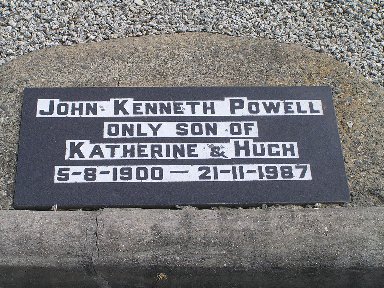 John Kenneth Powell
only son of
Katherine & Hugh
5-8-1900 — 21-11-1987